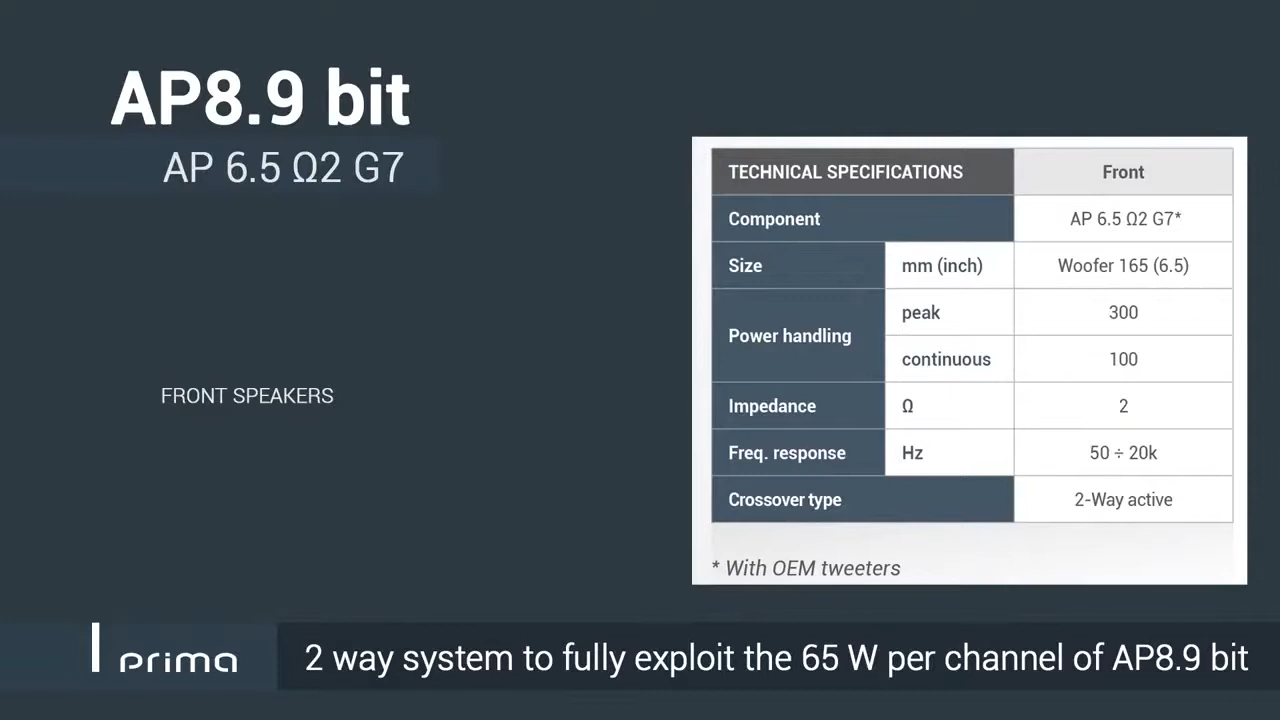 AP8.9 bit
AP 6.5 Ω2 G7
FRONT SPEAKERS
TECHNICAL SPECIFICATIONS Front
Component AP 6.5 Ω2 G7*
Size mm (inch) Woofer 165 (6.5)
Power handling peak 300
continuous 100
Impedance Ω 2
Freq. response Hz 50 ÷ 20k
Crossover type 2-Way active
* With OEM tweeters
prima
2 way system to fully exploit the 65 W per channel of AP8.9 bit